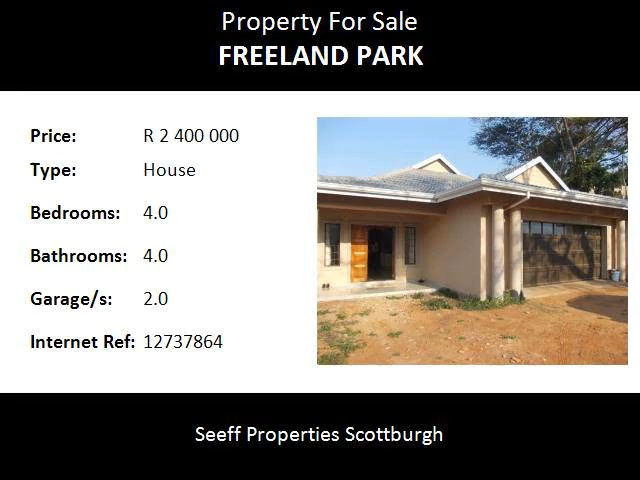 Property For Sale
FREELAND PARK
Price: R 2 400 000
Type: House
Bedrooms: 4.0
Bathrooms: 4.0
Garage/s: 2.0
Internet Ref: 12737864
Seeff Properties Scottburgh